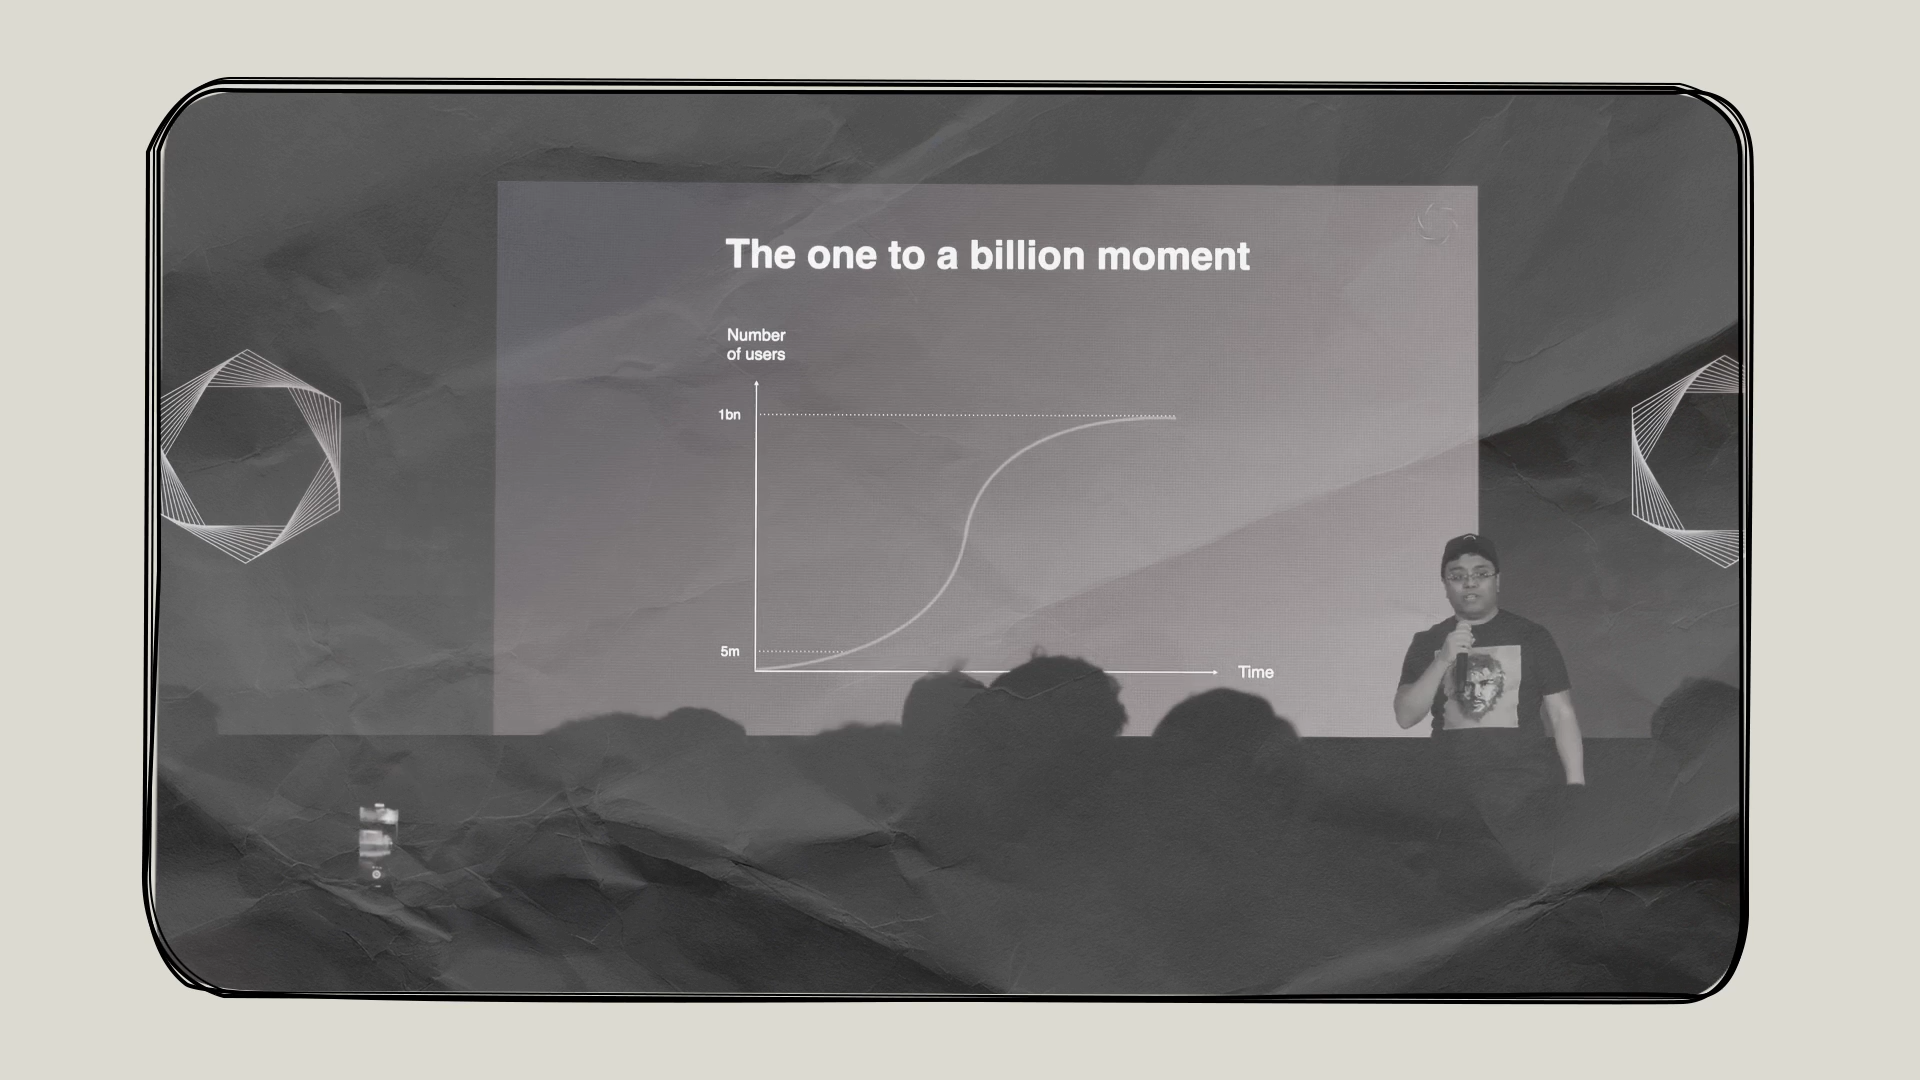 The one to a billion moment
Number
of users
1bn
5m
Time